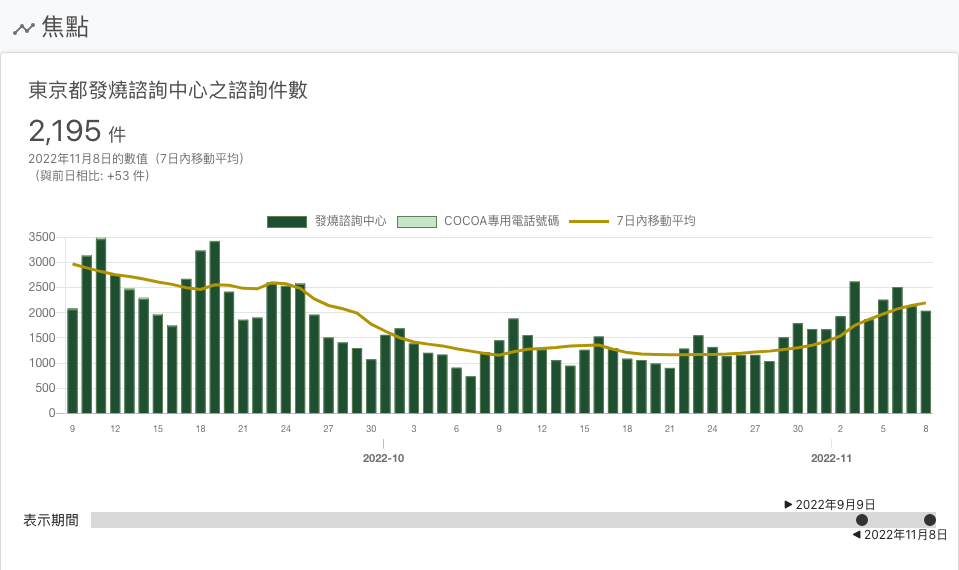 焦點
東京都發燒諮詢中心之諮詢件數
2,195 件
2022年11月8日的數值（7日內移動平均）
（與前日相比: +53 件）
發燒諮詢中心 COCOA專用電話號碼 7日內移動平均
3500
3000
2500
2000
1500
1000
500
0
9 12 15 18 21 24 27 30 3 6 9 12 15 18 21 24 27 30 2 5 8
2022-10 2022-11
2022年9月9日
表示期間
2022年11月8日